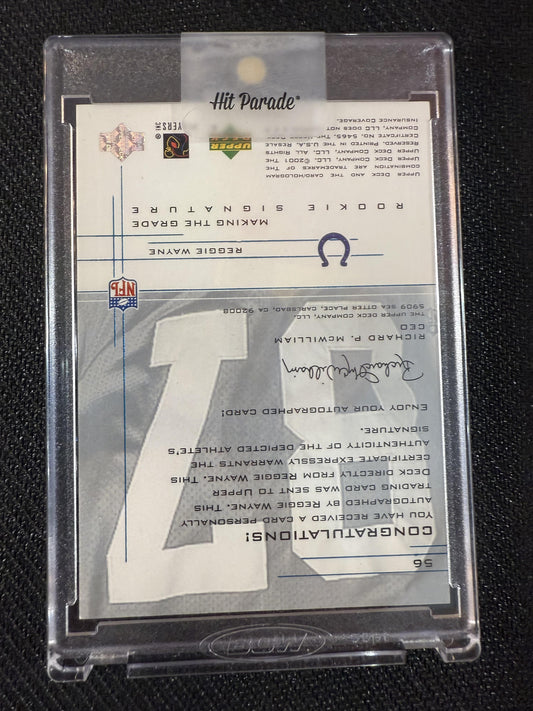 Hit Parade®
56
CONGRATULATIONS!
YOU HAVE RECEIVED A CARD PERSONALLY
AUTOGRAPHED BY REGGIE WAYNE. THIS
TRADING CARD WAS SENT TO UPPER
DECK DIRECTLY FROM REGGIE WAYNE. THIS
CERTIFICATE EXPRESSLY WARRANTS THE
AUTHENTICITY OF THE DEPICTED ATHLETE'S
SIGNATURE.
ENJOY YOUR AUTOGRAPHED CARD!
RICHARD P. McWILLIAM
CEO
THE UPPER DECK COMPANY, LLC.
5909 SEA OTTER PLACE, CARLSBAD, CA 92008
87
NFL
REGGIE WAYNE
MAKING THE GRADE
ROOKIE SIGNATURE
UPPER DECK AND THE CARD/HOLOGRAM
COMBINATION ARE TRADEMARKS OF THE
UPPER DECK COMPANY, LLC. ©2001 THE
UPPER DECK COMPANY, LLC. ALL RIGHTS
RESERVED. PRINTED IN THE U.S.A. RESALE
CERTIFICATE NO. 5465. THE UPPER DECK
COMPANY, LLC DOES NOT
INSURANCE COVERAGE.
UPPER
YERS